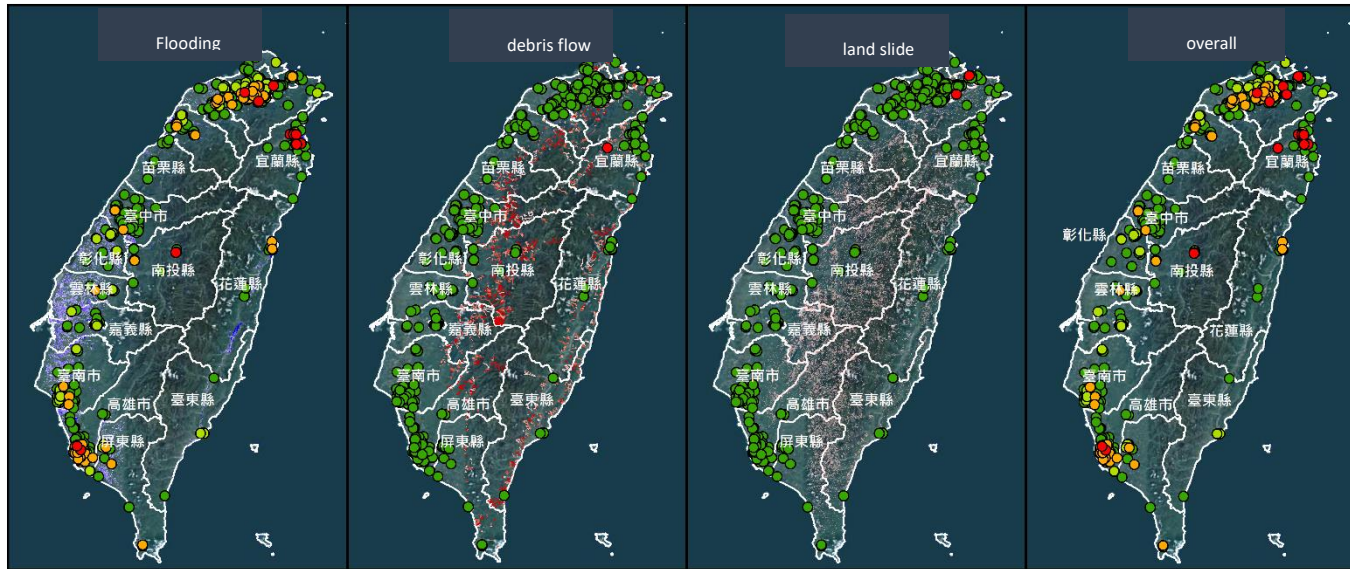 Flooding
苗栗縣
宜蘭縣
臺中市
彰化縣
南投縣
雲林縣
花蓮縣
嘉義縣
臺南市
高雄市
臺東縣
屏東縣
debris flow
苗栗縣
宜蘭縣
臺中市
彰化縣
南投縣
雲林縣
花蓮縣
嘉義縣
臺南市
高雄市
臺東縣
屏東縣
land slide
苗栗縣
宜蘭縣
臺中市
彰化縣
南投縣
雲林縣
花蓮縣
嘉義縣
臺南市
高雄市
臺東縣
屏東縣
overall
苗栗縣
宜蘭縣
臺中市
彰化縣
南投縣
雲林縣
花蓮縣
嘉義縣
臺南市
高雄市
臺東縣
屏東縣